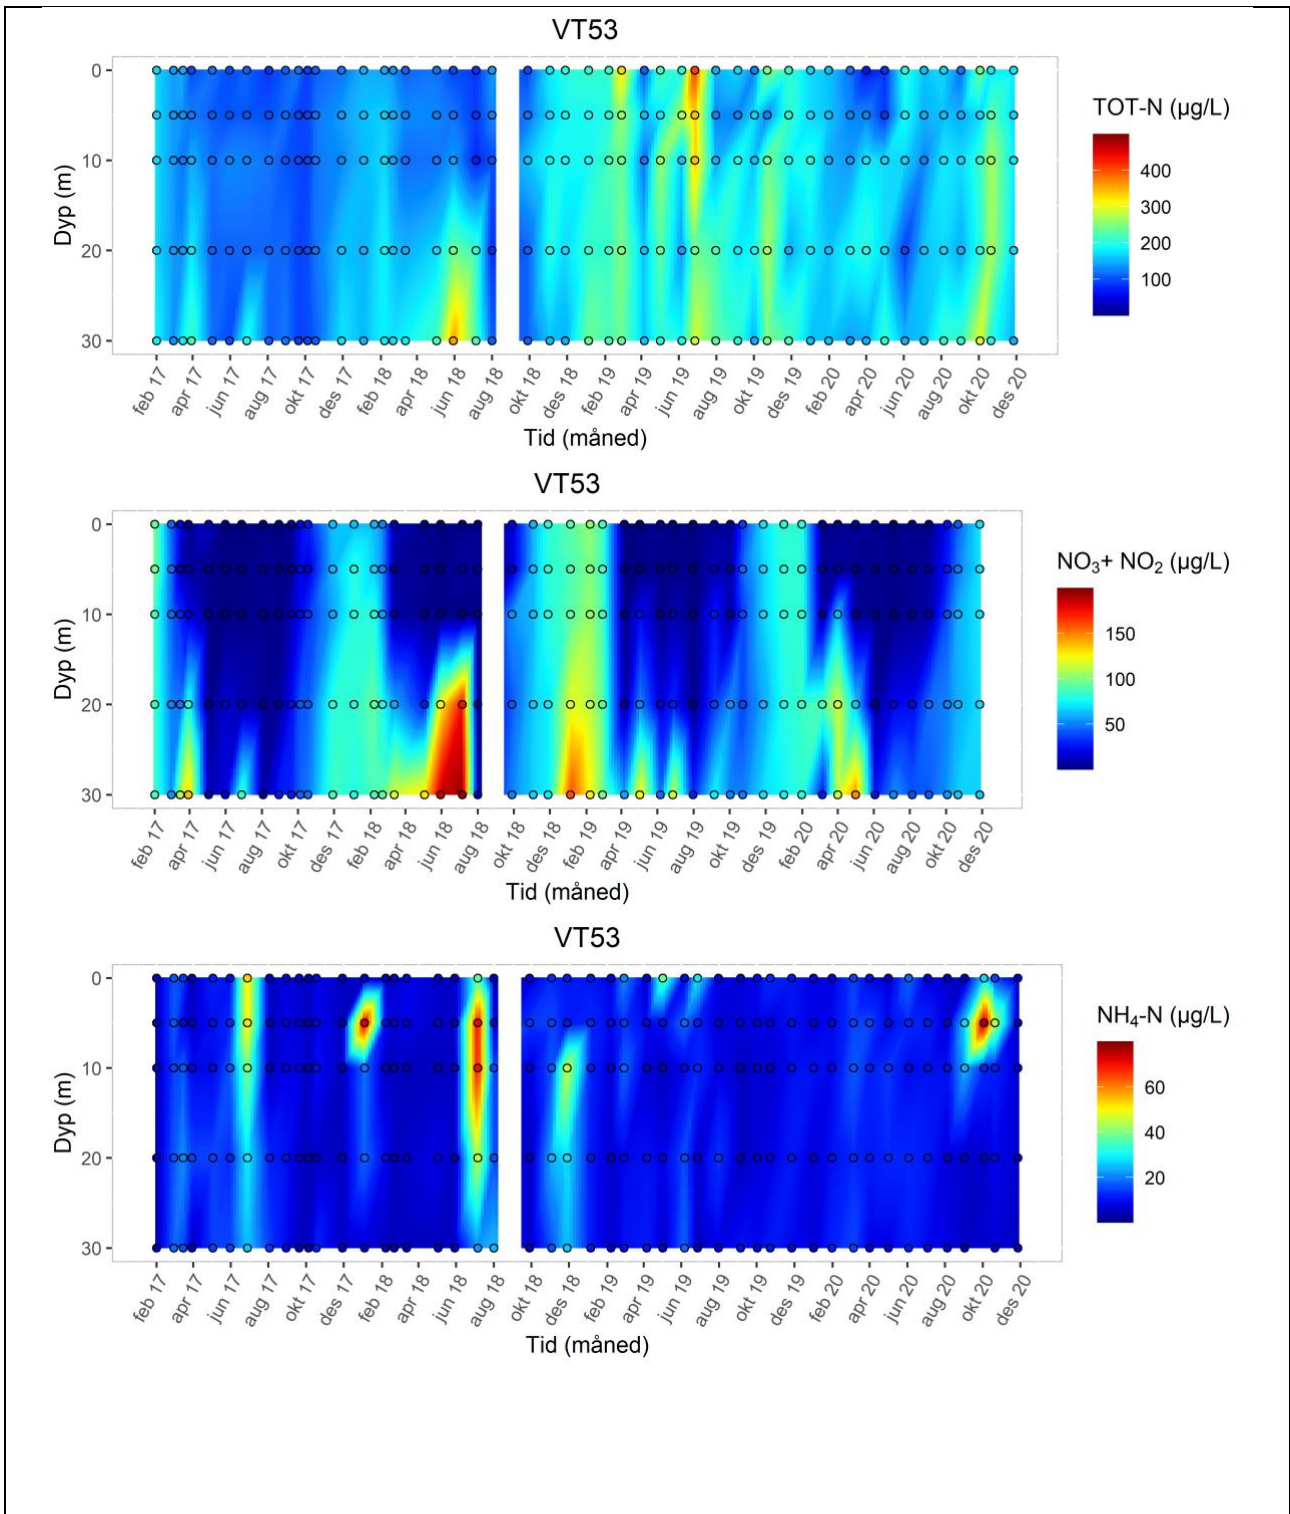 VT53
TOT-N (µg/L)
400
300
200
100
Dyp (m)
0
10
20
30
feb 17 apr 17 jun 17 aug 17 okt 17 des 17 feb 18 apr 18 jun 18 aug 18 okt 18 des 18 feb 19 apr 19 jun 19 aug 19 okt 19 des 19 feb 20 apr 20 jun 20 aug 20 okt 20 des 20
Tid (måned)
VT53
NO₃+ NO₂ (µg/L)
150
100
50
Dyp (m)
0
10
20
30
feb 17 apr 17 jun 17 aug 17 okt 17 des 17 feb 18 apr 18 jun 18 aug 18 okt 18 des 18 feb 19 apr 19 jun 19 aug 19 okt 19 des 19 feb 20 apr 20 jun 20 aug 20 okt 20 des 20
Tid (måned)
VT53
NH₄-N (µg/L)
60
40
20
Dyp (m)
0
10
20
30
feb 17 apr 17 jun 17 aug 17 okt 17 des 17 feb 18 apr 18 jun 18 aug 18 okt 18 des 18 feb 19 apr 19 jun 19 aug 19 okt 19 des 19 feb 20 apr 20 jun 20 aug 20 okt 20 des 20
Tid (måned)